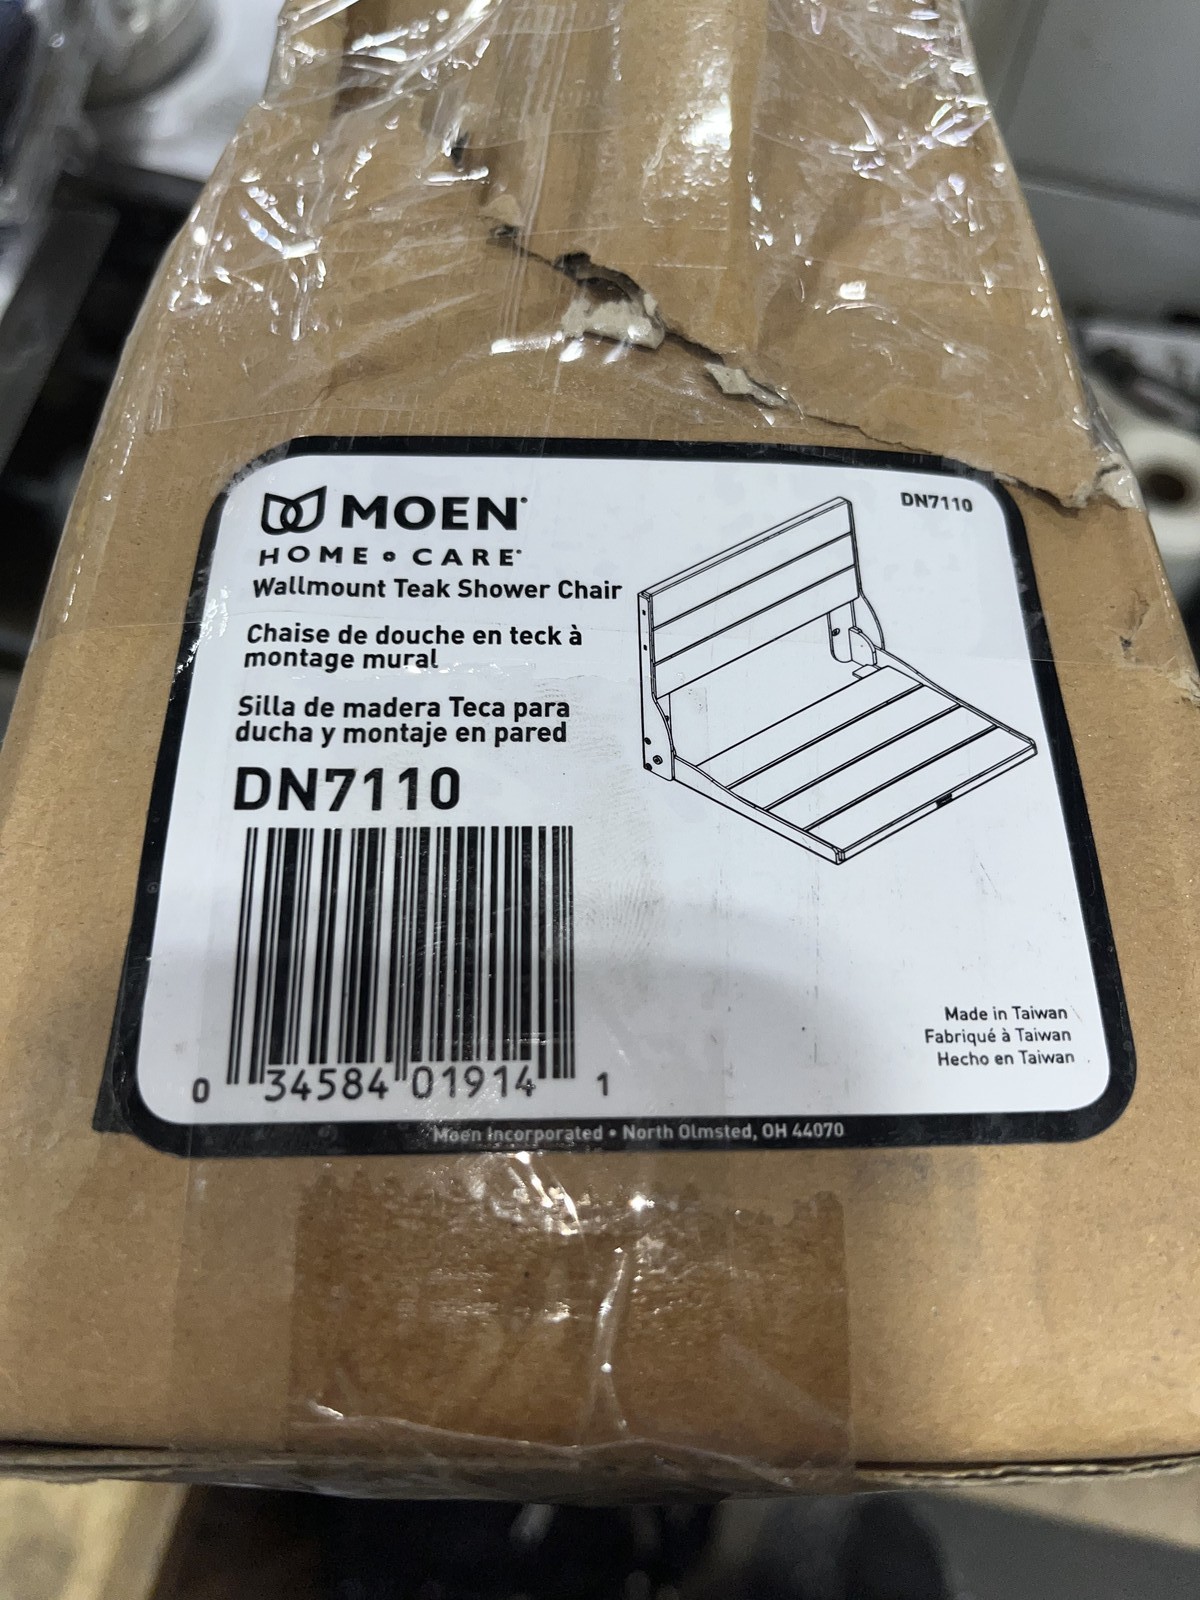 MOEN®
HOME CARE®
Wallmount Teak Shower Chair
Chaise de douche en teck à
montage mural
Silla de madera Teca para
ducha y montaje en pared
DN7110
0 34584 01914 1
DN7110
Made in Taiwan
Fabriqué à Taiwan
Hecho en Taiwan
Moen Incorporated • North Olmsted, OH 44070